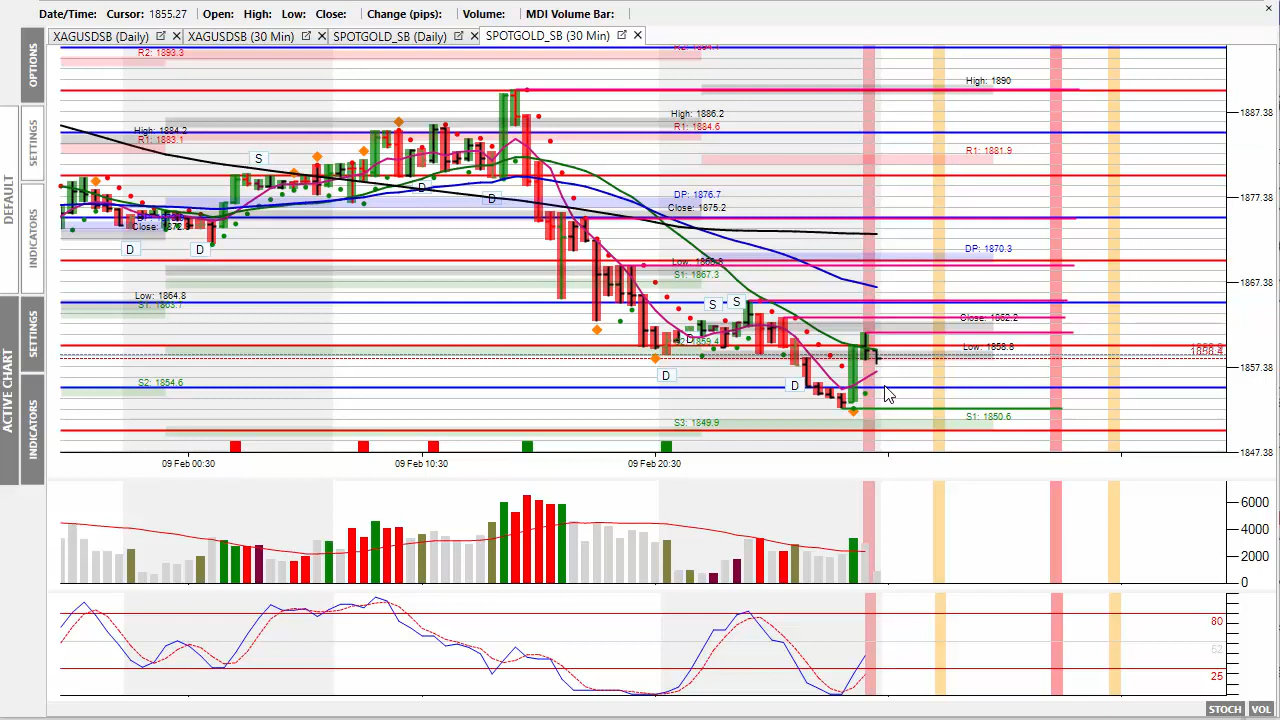 Date/Time: Cursor: 1855.27 Open: High: Low: Close: Change (pips): Volume: MDI Volume Bar:
XAGUSDSB (Daily) XAGUSDSB (30 Min) SPOTGOLD_SB (Daily) SPOTGOLD_SB (30 Min)
OPTIONS
SETTINGS
INDICATORS
DEFAULT
SETTINGS
INDICATORS
ACTIVE CHART
R2: 1893.3
High: 1890
High: 1884.2
R1: 1883.1
High: 1886.2
R1: 1884.6
R1: 1881.9
1887.38
S
D
D
DP: 1876.7
Close: 1875.2
1877.38
D
D
DP: 1870.3
Low: 1868.8
S1: 1867.3
1867.38
Low: 1864.8
S
S
Close: 1862.2
D
Low: 1858.8
1858.4
1857.38
D
D
S2: 1854.6
S1: 1850.6
S3: 1849.9
1847.38
09 Feb 00:30
09 Feb 10:30
09 Feb 20:30
6000
4000
2000
0
80
52
25
STOCH VOL